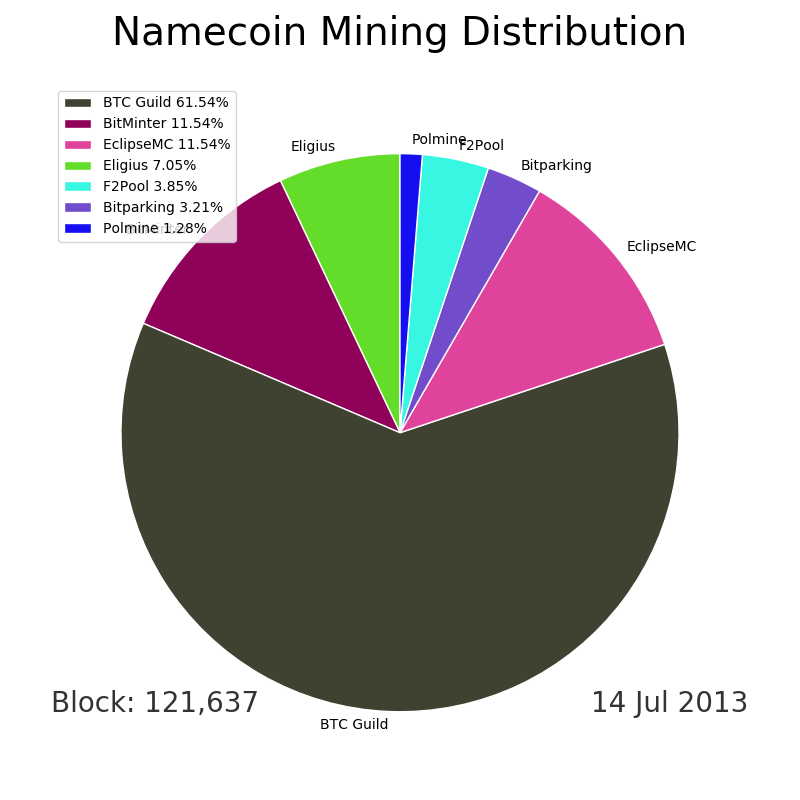 Namecoin Mining Distribution
BTC Guild 61.54%
BitMinter 11.54%
EclipseMC 11.54%
Eligius 7.05%
F2Pool 3.85%
Bitparking 3.21%
Polmine 1.28%
Eligius
Polmine
F2Pool
Bitparking
EclipseMC
BTC Guild
Block: 121,637
14 Jul 2013